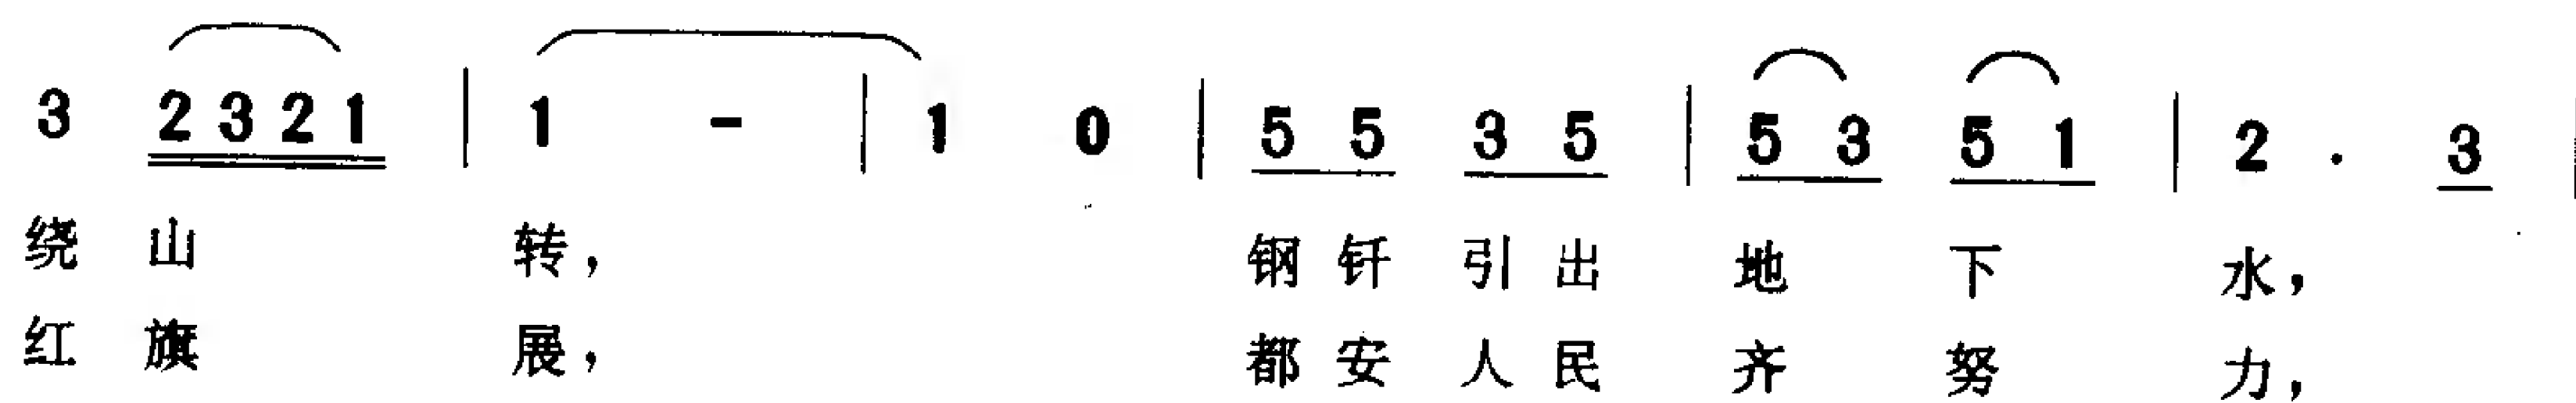 3 2321 | 1 - | 1 0 | 55 35 | 53 51 | 2 . 3 |
绕山 转， 钢钎引出 地 下 水，
红旗 展， 都安人民 齐 努 力，